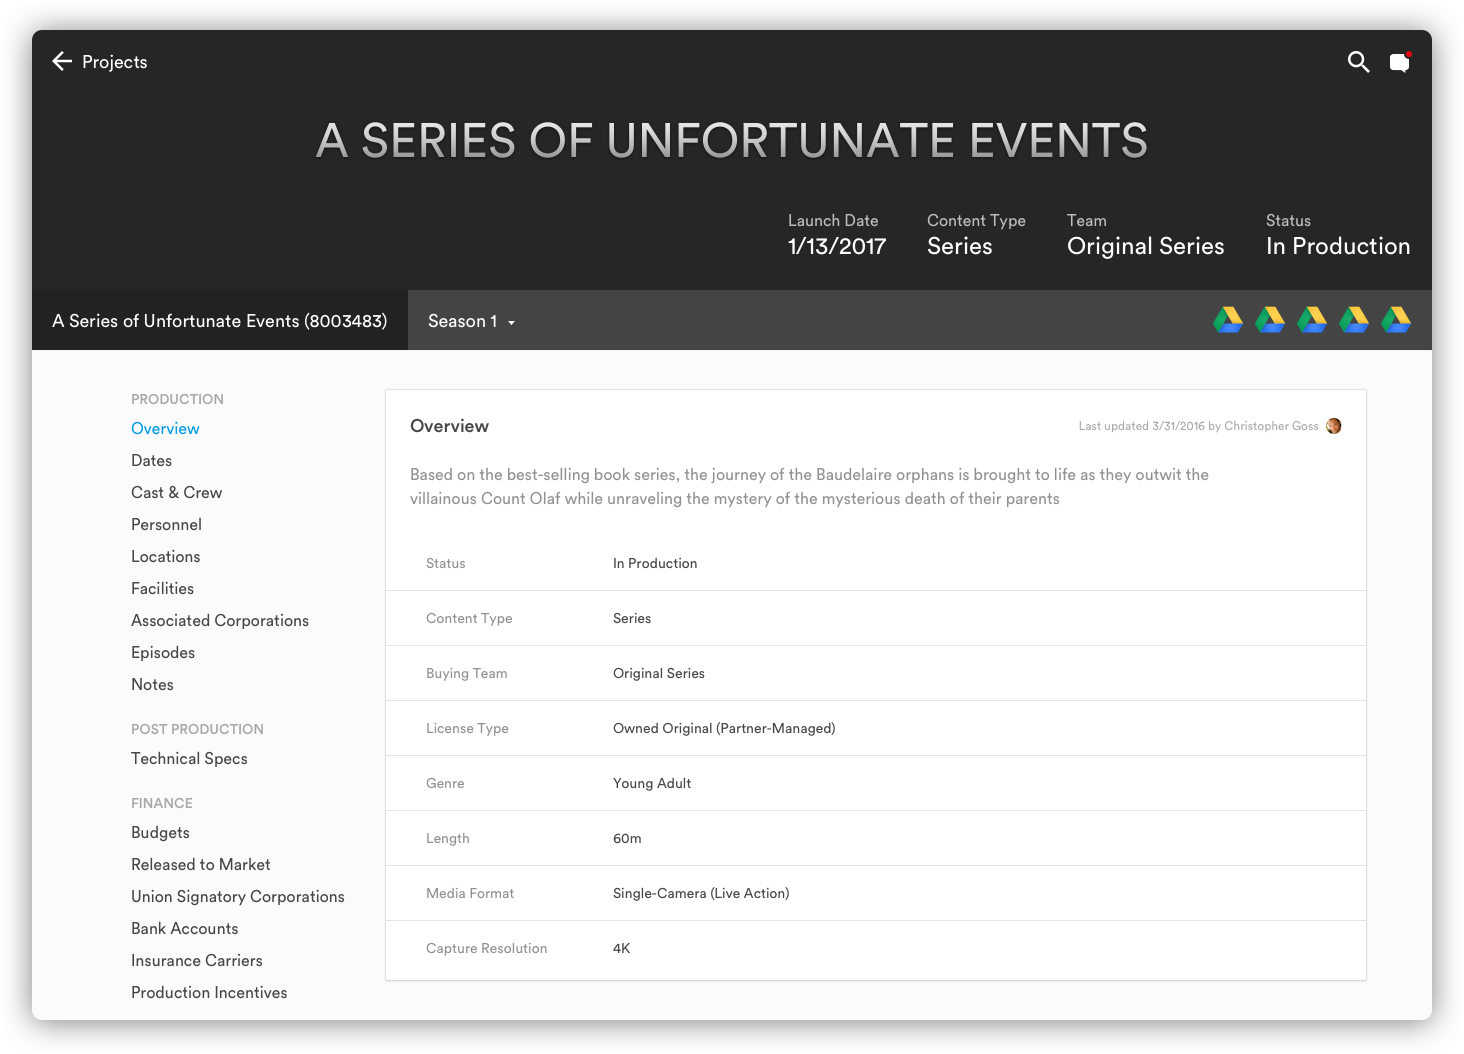 Projects
A SERIES OF UNFORTUNATE EVENTS
Launch Date
1/13/2017
Content Type
Series
Team
Original Series
Status
In Production
A Series of Unfortunate Events (8003483)
Season 1
PRODUCTION
Overview
Dates
Cast & Crew
Personnel
Locations
Facilities
Associated Corporations
Episodes
Notes
POST PRODUCTION
Technical Specs
FINANCE
Budgets
Released to Market
Union Signatory Corporations
Bank Accounts
Insurance Carriers
Production Incentives
Overview
Last updated 3/31/2016 by Christopher Goss
Based on the best-selling book series, the journey of the Baudelaire orphans is brought to life as they outwit the
villainous Count Olaf while unraveling the mystery of the mysterious death of their parents
Status In Production
Content Type Series
Buying Team Original Series
License Type Owned Original (Partner-Managed)
Genre Young Adult
Length 60m
Media Format Single-Camera (Live Action)
Capture Resolution 4K